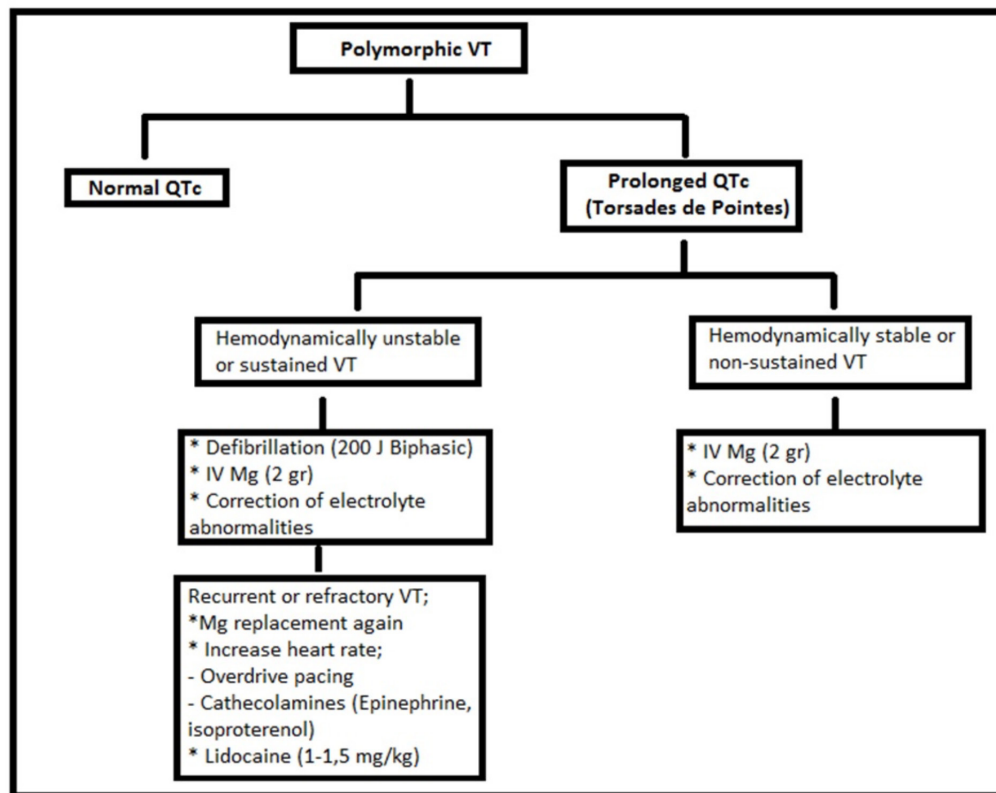 Polymorphic VT
Normal QTc
Prolonged QTc
(Torsades de Pointes)
Hemodynamically unstable
or sustained VT
Hemodynamically stable or
non-sustained VT
* Defibrillation (200 J Biphasic)
* IV Mg (2 gr)
* Correction of electrolyte
abnormalities
* IV Mg (2 gr)
* Correction of electrolyte
abnormalities
Recurrent or refractory VT;
*Mg replacement again
* Increase heart rate;
- Overdrive pacing
- Cathecolamines (Epinephrine,
isoproterenol)
* Lidocaine (1-1,5 mg/kg)